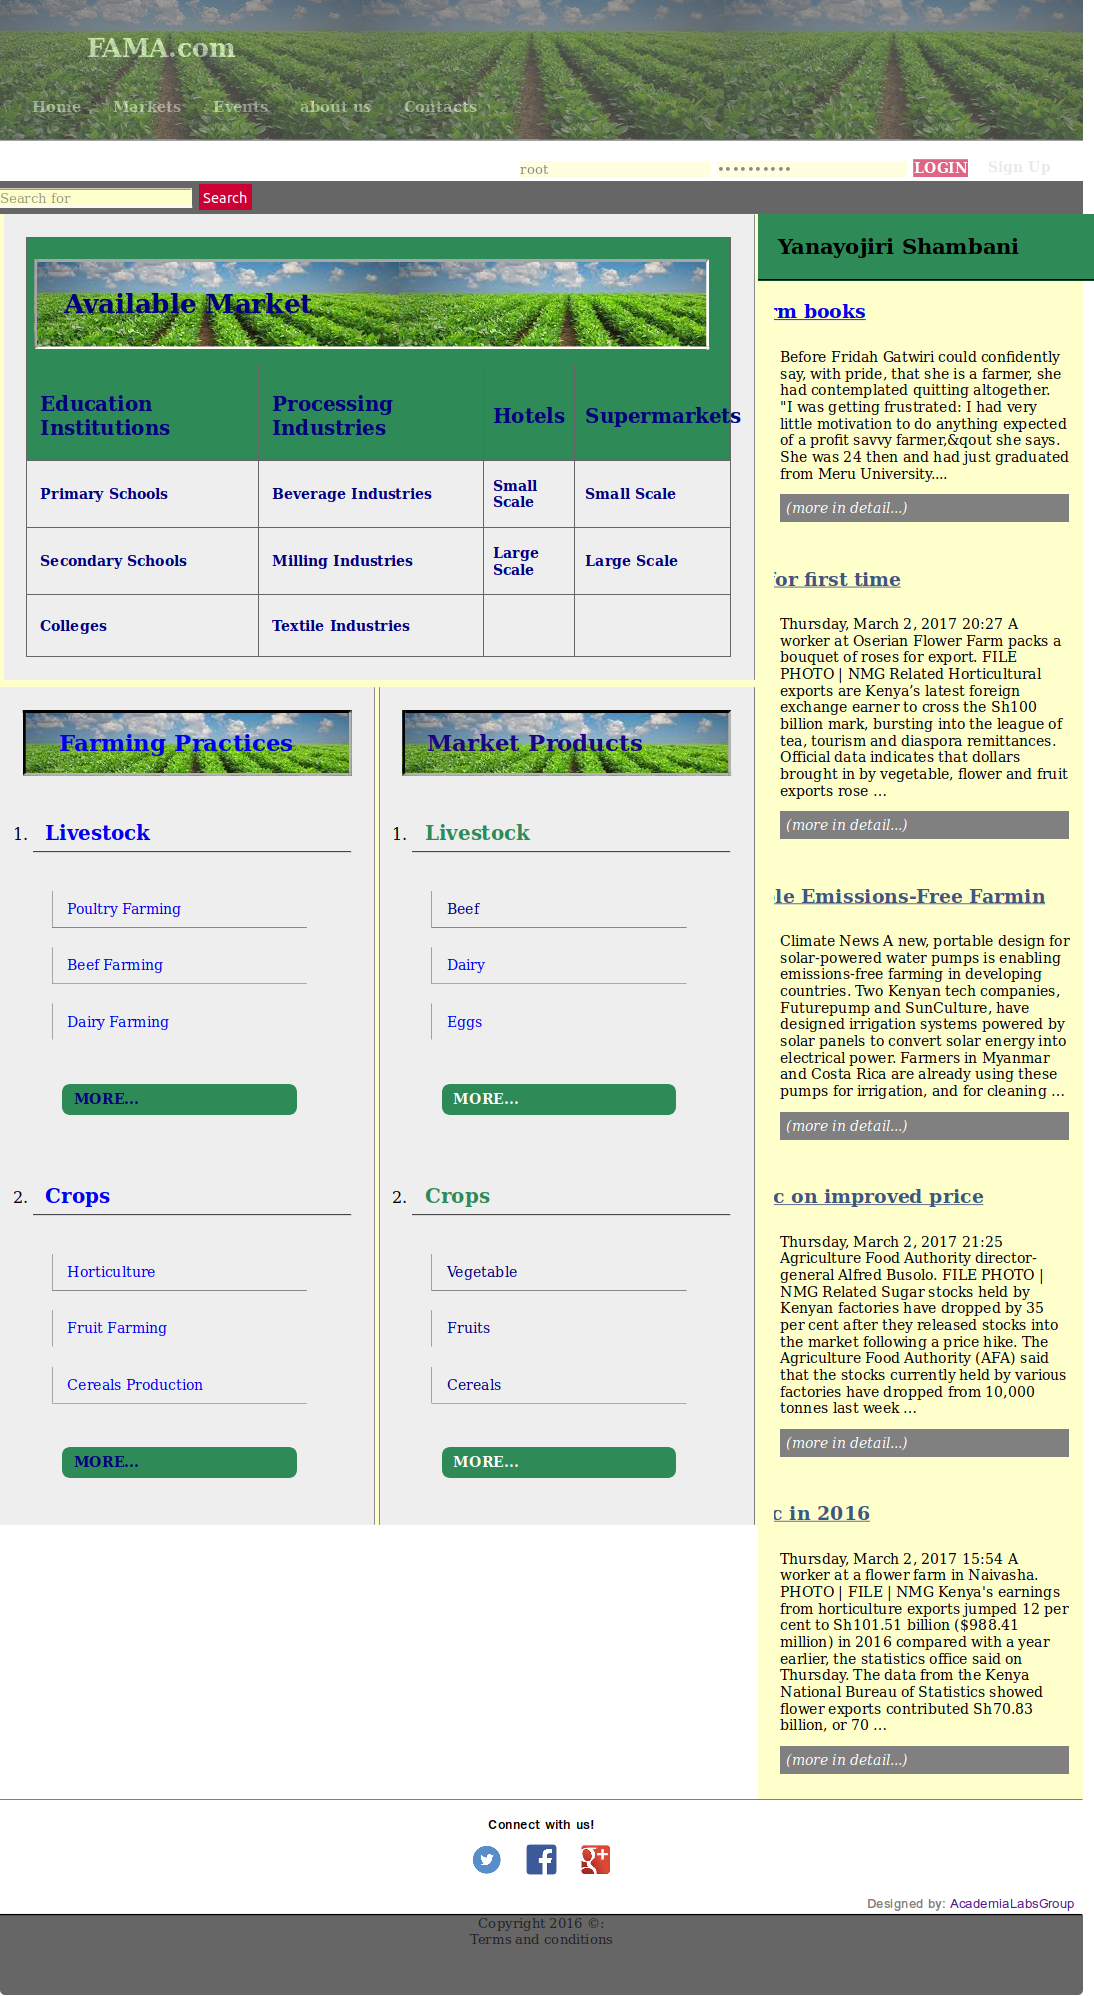 FAMA.com
Home Markets Events about us Contacts
root •••••••••• LOGIN Sign Up
Search for Search
Available Market
Education
Institutions
Processing
Industries
Hotels
Supermarkets
Primary Schools
Beverage Industries
Small
Scale
Small Scale
Secondary Schools
Milling Industries
Large
Scale
Large Scale
Colleges
Textile Industries
Farming Practices
1. Livestock
Poultry Farming
Beef Farming
Dairy Farming
MORE...
2. Crops
Horticulture
Fruit Farming
Cereals Production
MORE...
Market Products
1. Livestock
Beef
Dairy
Eggs
MORE...
2. Crops
Vegetable
Fruits
Cereals
MORE...
Yanayojiri Shambani
rm books
Before Fridah Gatwiri could confidently
say, with pride, that she is a farmer, she
had contemplated quitting altogether.
"I was getting frustrated: I had very
little motivation to do anything expected
of a profit savvy farmer,&qout she says.
She was 24 then and had just graduated
from Meru University....
(more in detail...)
for first time
Thursday, March 2, 2017 20:27 A
worker at Oserian Flower Farm packs a
bouquet of roses for export. FILE
PHOTO | NMG Related Horticultural
exports are Kenya’s latest foreign
exchange earner to cross the Sh100
billion mark, bursting into the league of
tea, tourism and diaspora remittances.
Official data indicates that dollars
brought in by vegetable, flower and fruit
exports rose ...
(more in detail...)
le Emissions-Free Farmin
Climate News A new, portable design for
solar-powered water pumps is enabling
emissions-free farming in developing
countries. Two Kenyan tech companies,
Futurepump and SunCulture, have
designed irrigation systems powered by
solar panels to convert solar energy into
electrical power. Farmers in Myanmar
and Costa Rica are already using these
pumps for irrigation, and for cleaning ...
(more in detail...)
c on improved price
Thursday, March 2, 2017 21:25
Agriculture Food Authority director-
general Alfred Busolo. FILE PHOTO |
NMG Related Sugar stocks held by
Kenyan factories have dropped by 35
per cent after they released stocks into
the market following a price hike. The
Agriculture Food Authority (AFA) said
that the stocks currently held by various
factories have dropped from 10,000
tonnes last week ...
(more in detail...)
c in 2016
Thursday, March 2, 2017 15:54 A
worker at a flower farm in Naivasha.
PHOTO | FILE | NMG Kenya's earnings
from horticulture exports jumped 12 per
cent to Sh101.51 billion ($988.41
million) in 2016 compared with a year
earlier, the statistics office said on
Thursday. The data from the Kenya
National Bureau of Statistics showed
flower exports contributed Sh70.83
billion, or 70 ...
(more in detail...)
Connect with us!
Designed by: AcademiaLabsGroup
Copyright 2016 ©:
Terms and conditions